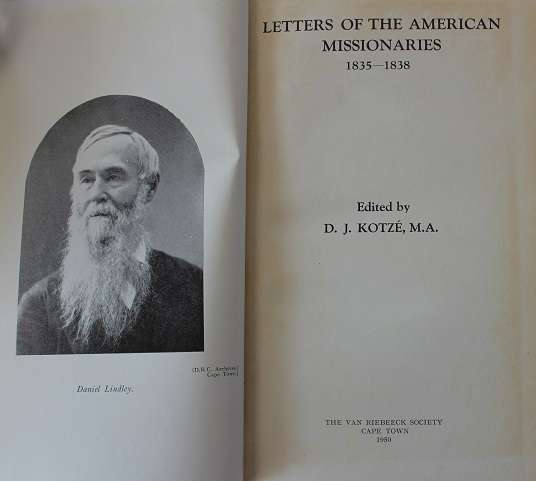 (D.R.C. Archives)
Cape Town.)
Daniel Lindley.
LETTERS OF THE AMERICAN
MISSIONARIES
1835—1838
Edited by
D. J. KOTZÉ, M.A.
THE VAN RIEBEECK SOCIETY
CAPE TOWN
1950